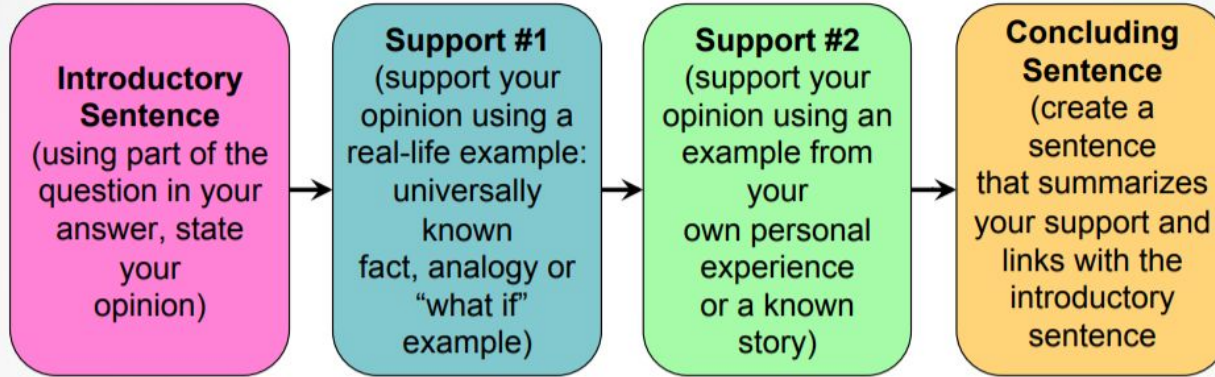 Introductory
Sentence
(using part of the
question in your
answer, state
your
opinion)
Support #1
(support your
opinion using a
real-life example:
universally
known
fact, analogy or
“what if”
example)
Support #2
(support your
opinion using an
example from
your
own personal
experience
or a known
story)
Concluding
Sentence
(create a
sentence
that summarizes
your support and
links with the
introductory
sentence